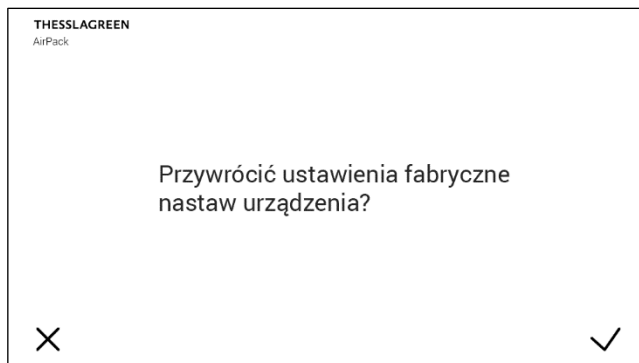 THESSLAGREEN
AirPack
Przywrócić ustawienia fabryczne
nastaw urządzenia?